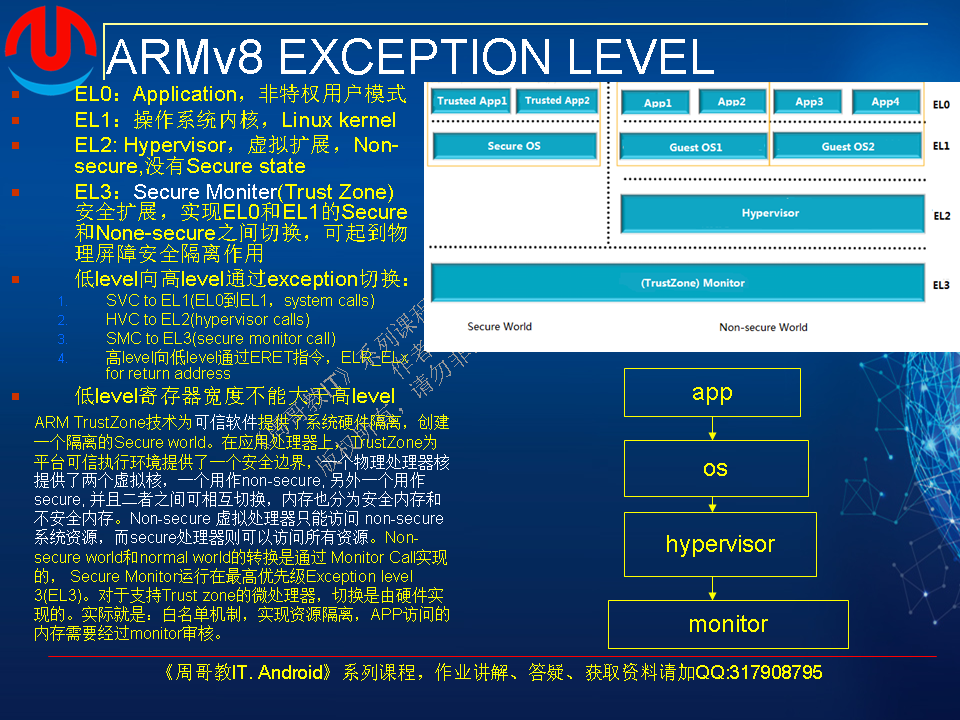 ARMv8 EXCEPTION LEVEL
EL0：Application，非特权用户模式
EL1：操作系统内核，Linux kernel
EL2: Hypervisor，虚拟扩展，Non-
secure,没有Secure state
EL3：Secure Moniter(Trust Zone)
安全扩展，实现EL0和EL1的Secure
和None-secure之间切换，可起到物
理屏障安全隔离作用
低level向高level通过exception切换：
1. SVC to EL1(EL0到EL1，system calls)
2. HVC to EL2(hypervisor calls)
3. SMC to EL3(secure monitor call)
4. 高level向低level通过ERET指令，ELR_ELx
for return address
低level寄存器宽度不能大于高level
ARM TrustZone技术为可信软件提供了系统硬件隔离，创建
一个隔离的Secure world。在应用处理器上，TrustZone为
平台可信执行环境提供了一个安全边界，一个物理处理器核
提供了两个虚拟核，一个用作non-secure, 另外一个用作
secure, 并且二者之间可相互切换，内存也分为安全内存和
不安全内存。Non-secure 虚拟处理器只能访问 non-secure
系统资源，而secure处理器则可以访问所有资源。Non-
secure world和normal world的转换是通过 Monitor Call实现
的， Secure Monitor运行在最高优先级Exception level
3(EL3)。对于支持Trust zone的微处理器，切换是由硬件实
现的。实际就是：白名单机制，实现资源隔离，APP访问的
内存需要经过monitor审核。
Trusted App1 Trusted App2 App1 App2 App3 App4 EL0
Secure OS Guest OS1 Guest OS2 EL1
Hypervisor EL2
(TrustZone) Monitor EL3
Secure World Non-secure World
app
os
hypervisor
monitor
《周哥教IT. Android》系列课程，作业讲解、答疑、获取资料请加QQ:317908795